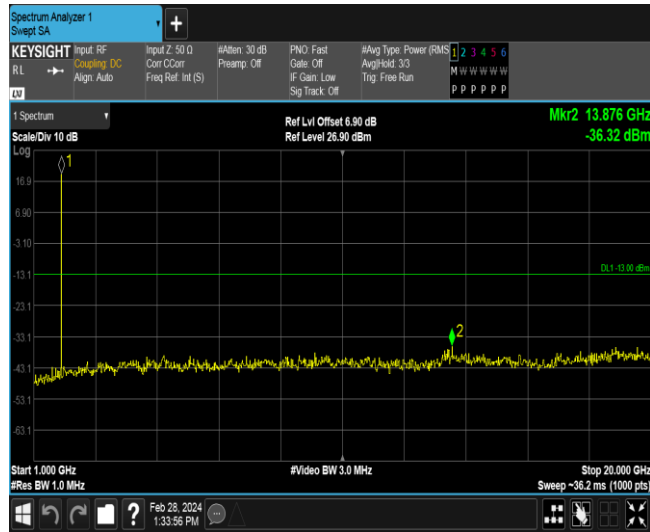 Spectrum Analyzer 1
Swept SA
+
KEYSIGHT Input: RF Input Z: 50 Ω #Atten: 30 dB PNO: Fast #Avg Type: Power (RMS 1 2 3 4 5 6
RL Coupling: DC Corr CCorr Preamp: Off Gate: Off Avg|Hold: 3/3 M W W W W W
Align: Auto Freq Ref: Int (S) IF Gain: Low Trig: Free Run
Sig Track: Off P P P P P P
LXI
1 Spectrum Ref Lvl Offset 6.90 dB Mkr2 13.876 GHz
Scale/Div 10 dB Ref Level 26.90 dBm -36.32 dBm
Log
1
16.9
6.90
-3.10
-13.1
DL1 -13.00 dBm
-23.1
-33.1
2
-43.1
-53.1
-63.1
Start 1.000 GHz #Video BW 3.0 MHz Stop 20.000 GHz
#Res BW 1.0 MHz Sweep ~36.2 ms (1000 pts)
? Feb 28, 2024
1:33:56 PM